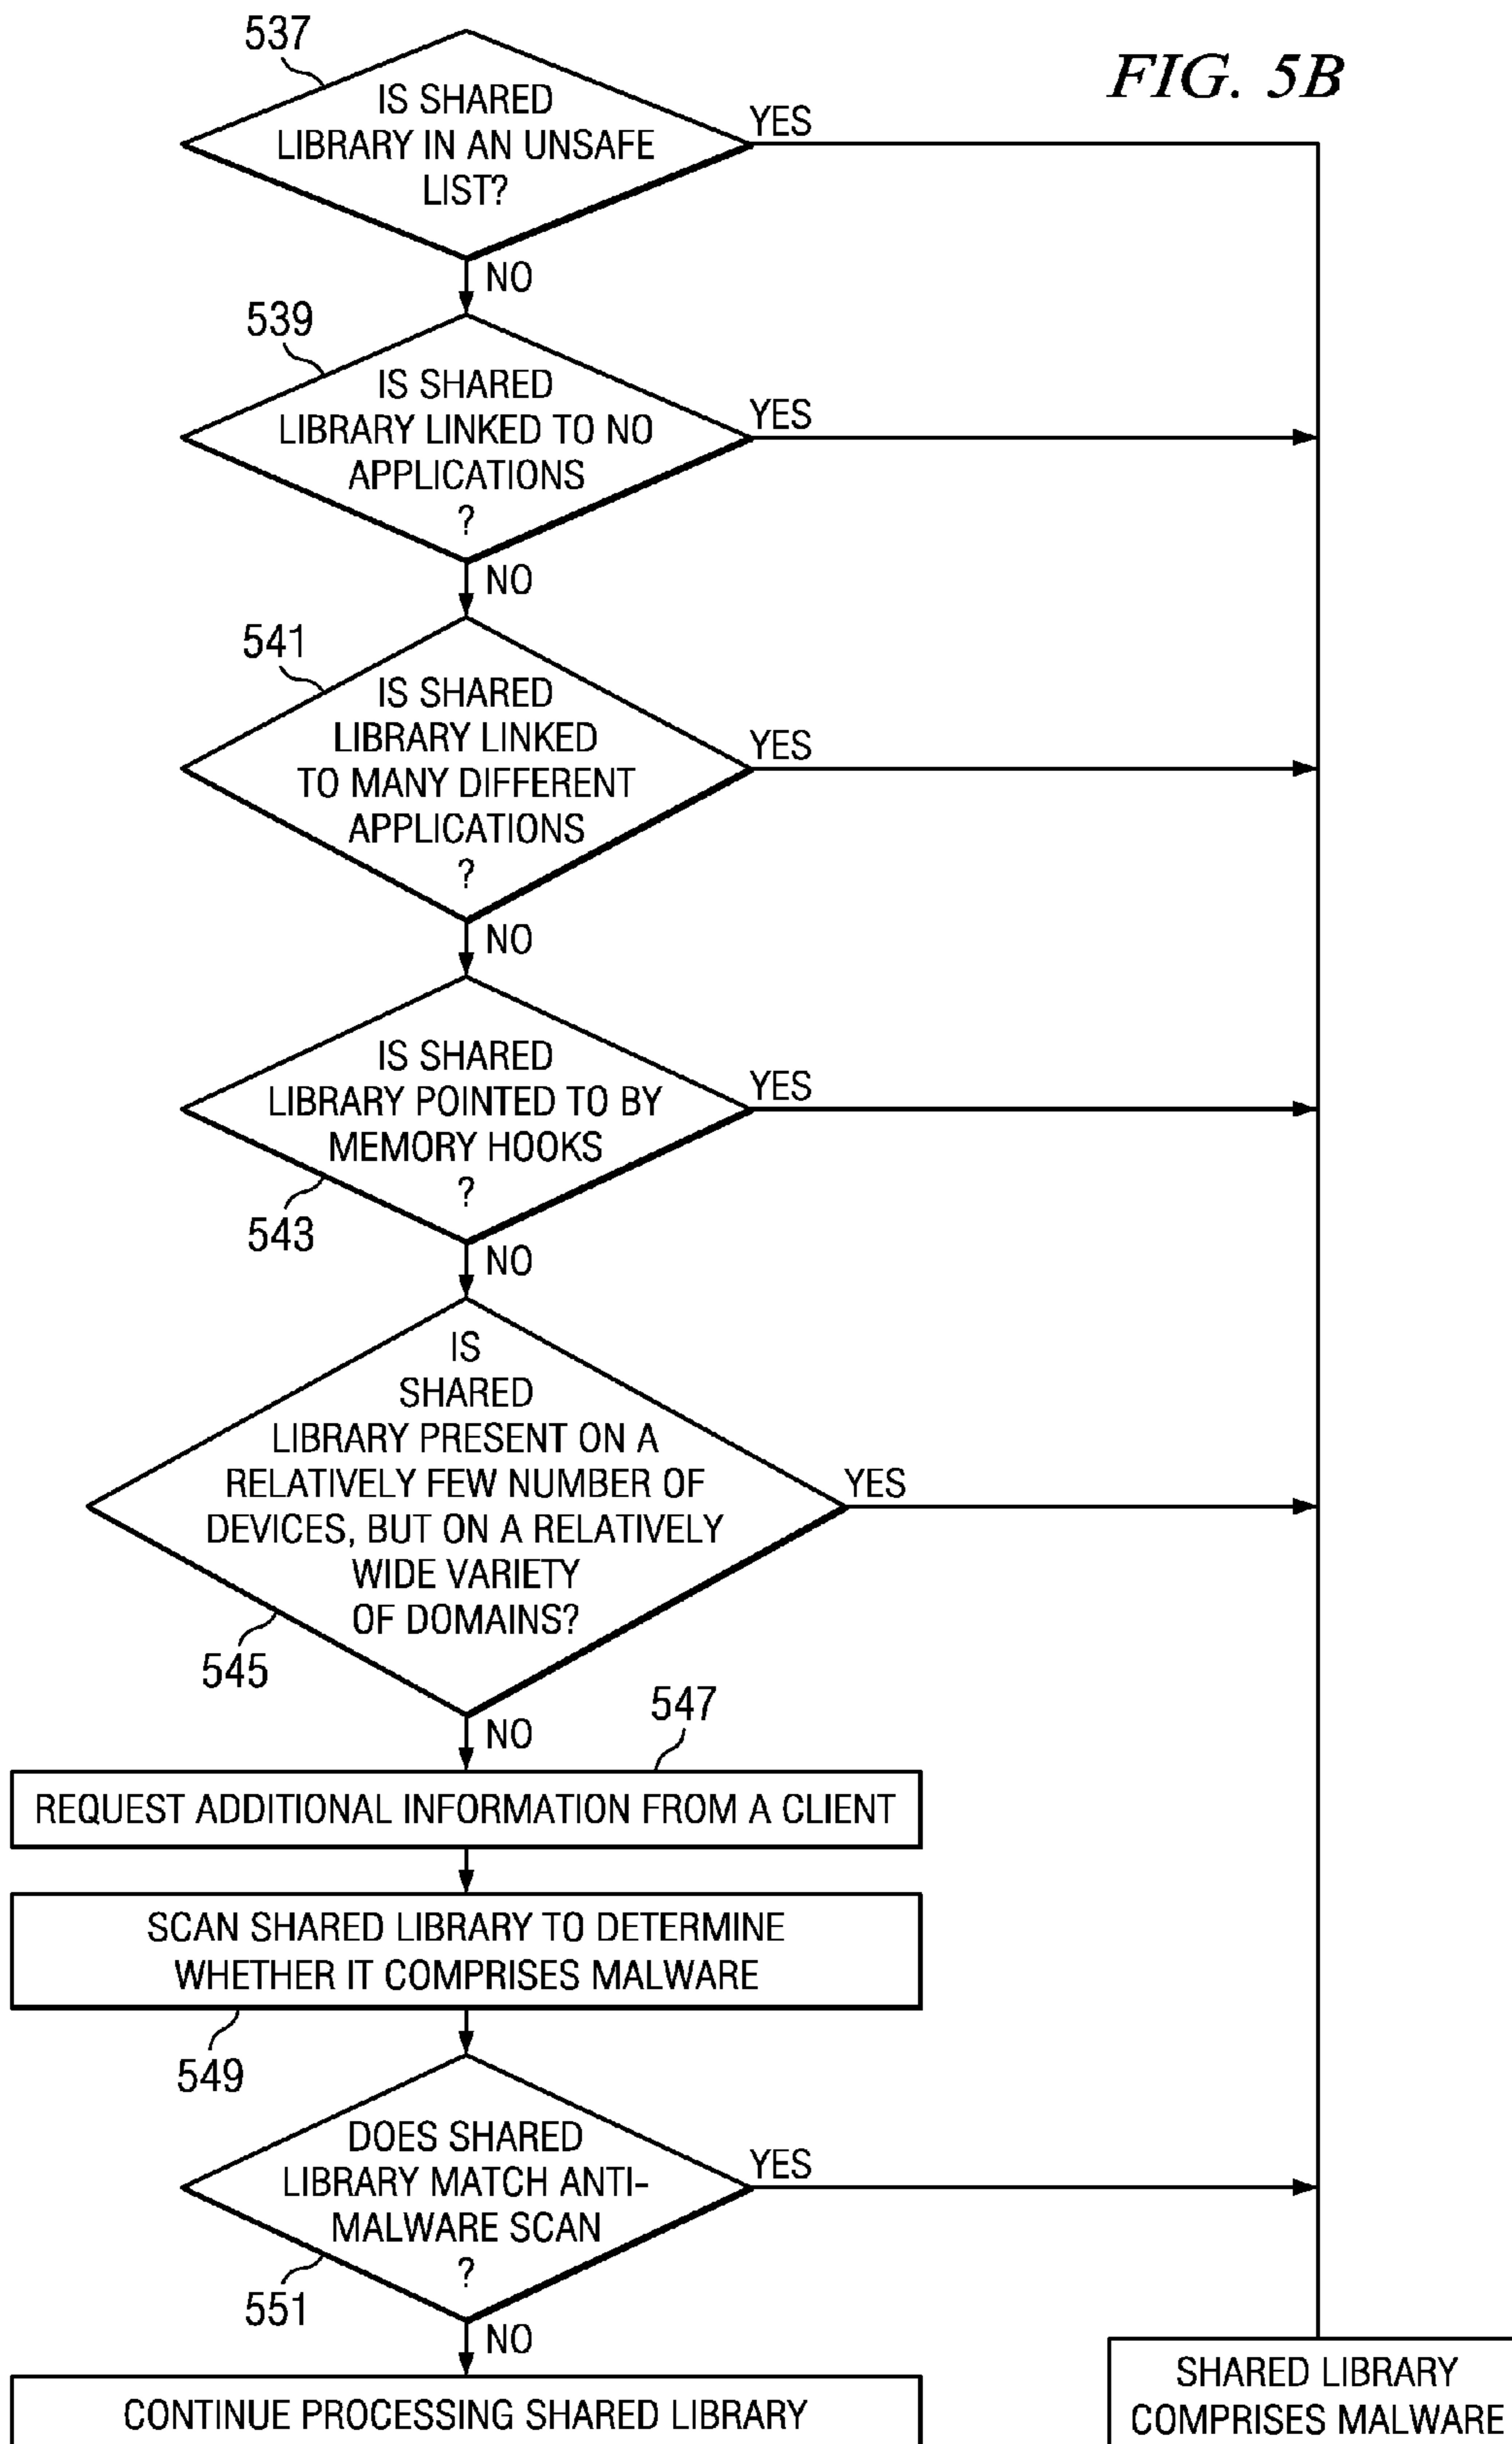 537
FIG. 5B
IS SHARED
LIBRARY IN AN UNSAFE
LIST?
YES
NO
539
IS SHARED
LIBRARY LINKED TO NO
APPLICATIONS
?
YES
NO
541
IS SHARED
LIBRARY LINKED
TO MANY DIFFERENT
APPLICATIONS
?
YES
NO
IS SHARED
LIBRARY POINTED TO BY
MEMORY HOOKS
?
YES
543
NO
IS
SHARED
LIBRARY PRESENT ON A
RELATIVELY FEW NUMBER OF
DEVICES, BUT ON A RELATIVELY
WIDE VARIETY
OF DOMAINS?
YES
545
NO
547
REQUEST ADDITIONAL INFORMATION FROM A CLIENT
SCAN SHARED LIBRARY TO DETERMINE
WHETHER IT COMPRISES MALWARE
549
DOES SHARED
LIBRARY MATCH ANTI-
MALWARE SCAN
?
YES
551
NO
CONTINUE PROCESSING SHARED LIBRARY
SHARED LIBRARY
COMPRISES MALWARE